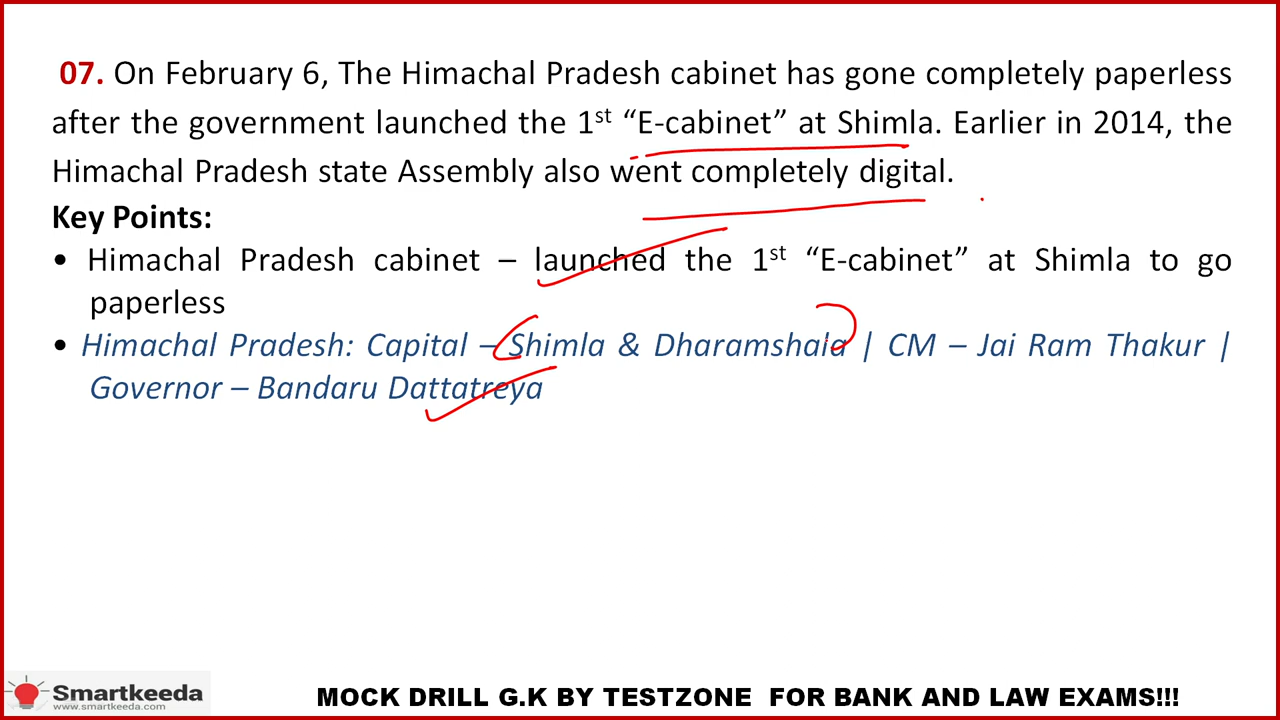 07. On February 6, The Himachal Pradesh cabinet has gone completely paperless
after the government launched the 1st “E-cabinet” at Shimla. Earlier in 2014, the
Himachal Pradesh state Assembly also went completely digital.
Key Points:
• Himachal Pradesh cabinet – launched the 1st “E-cabinet” at Shimla to go
paperless
• Himachal Pradesh: Capital – Shimla & Dharamshala | CM – Jai Ram Thakur |
Governor – Bandaru Dattatreya
Smartkeeda
www.smartkeeda.com
MOCK DRILL G.K BY TESTZONE FOR BANK AND LAW EXAMS!!!